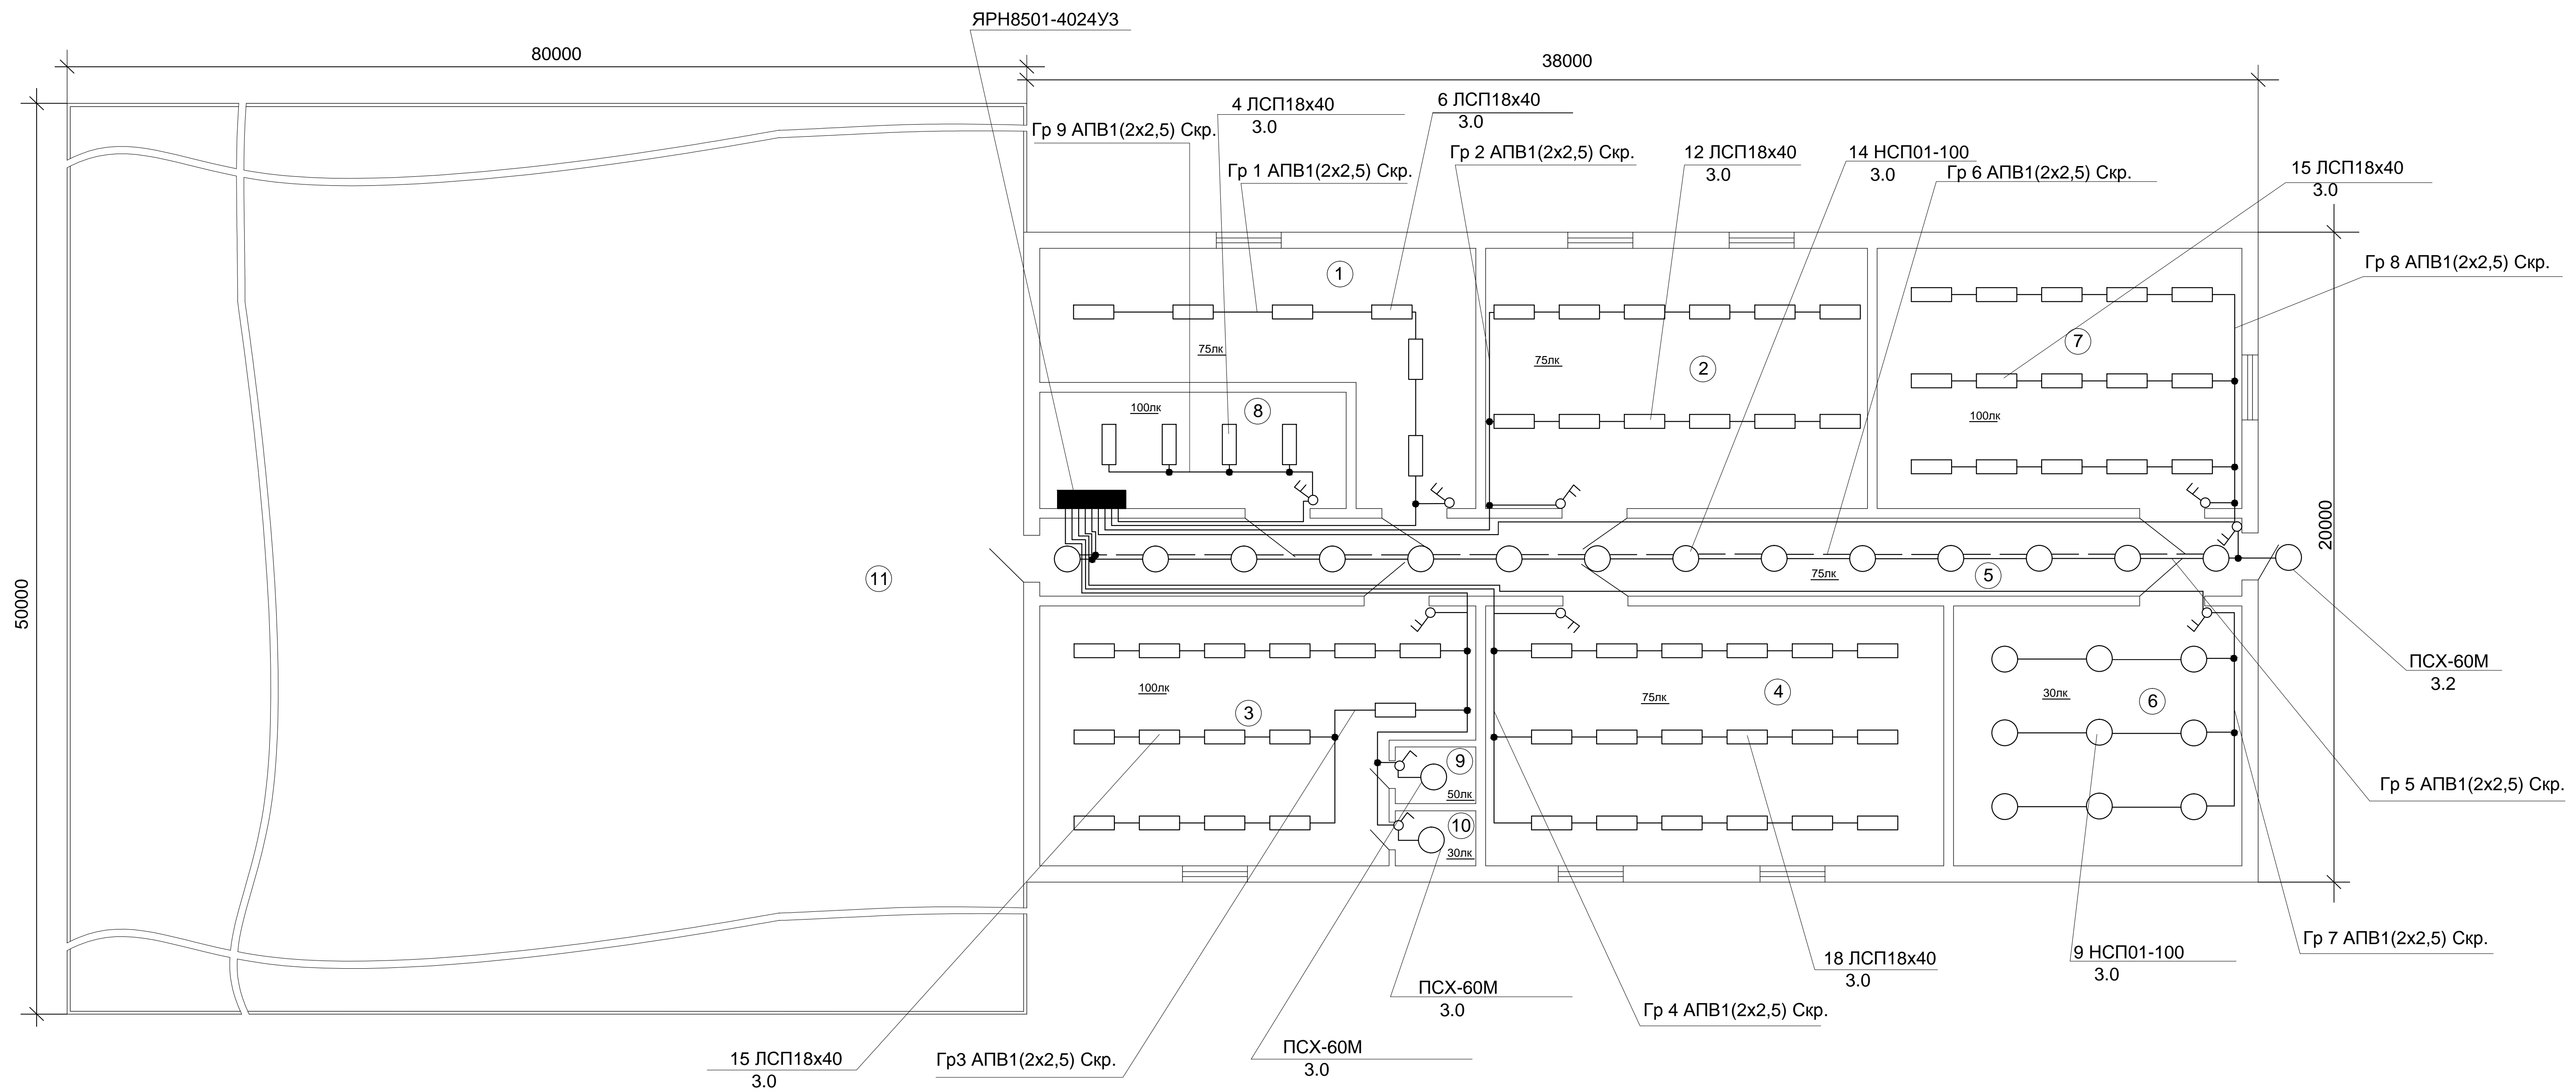 ЯРН8501-4024У3
80000
38000
4 ЛСП18х40
3.0
6 ЛСП18х40
3.0
Гр 9 АПВ1(2х2,5) Скр.
Гр 1 АПВ1(2х2,5) Скр.
Гр 2 АПВ1(2х2,5) Скр.
12 ЛСП18х40
3.0
14 НСП01-100
3.0
Гр 6 АПВ1(2х2,5) Скр.
15 ЛСП18х40
3.0
Гр 8 АПВ1(2х2,5) Скр.
1
75лк
75лк
2
7
100лк
100лк
8
50000
11
75лк
5
20000
ПСХ-60М
3.2
100лк
3
75лк
4
30лк
6
9
50лк
10
30лк
Гр 5 АПВ1(2х2,5) Скр.
Гр 7 АПВ1(2х2,5) Скр.
9 НСП01-100
3.0
18 ЛСП18х40
3.0
ПСХ-60М
3.0
Гр 4 АПВ1(2х2,5) Скр.
ПСХ-60М
3.0
15 ЛСП18х40
3.0
Гр3 АПВ1(2х2,5) Скр.